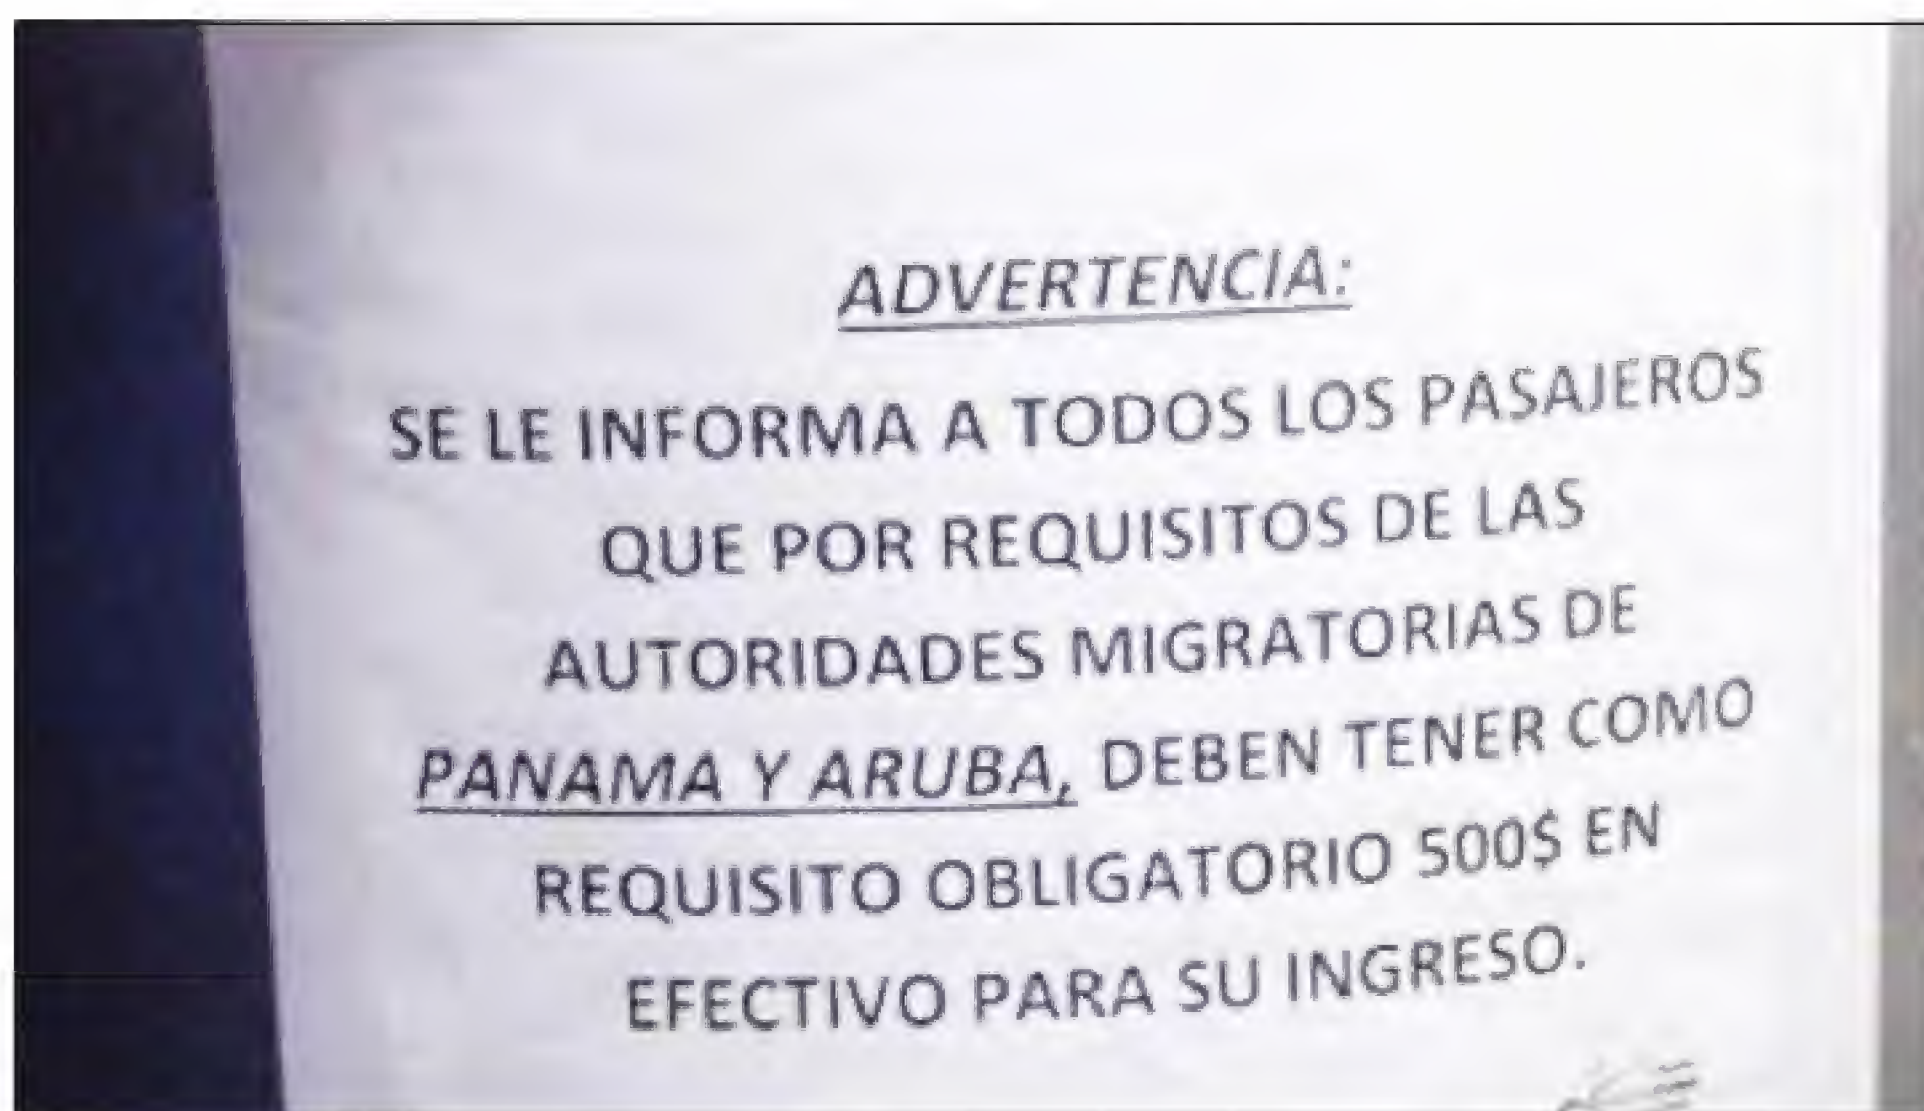 ADVERTENCIA:
SE LE INFORMA A TODOS LOS PASAJEROS
QUE POR REQUISITOS DE LAS
AUTORIDADES MIGRATORIAS DE
PANAMA Y ARUBA, DEBEN TENER COMO
REQUISITO OBLIGATORIO 500$ EN
EFECTIVO PARA SU INGRESO.